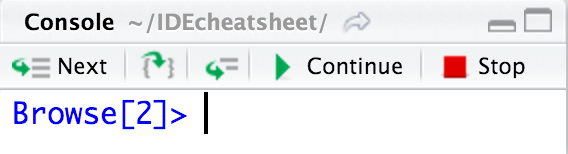 Console ~/IDEcheatsheet/
Next Continue Stop
Browse[2]>